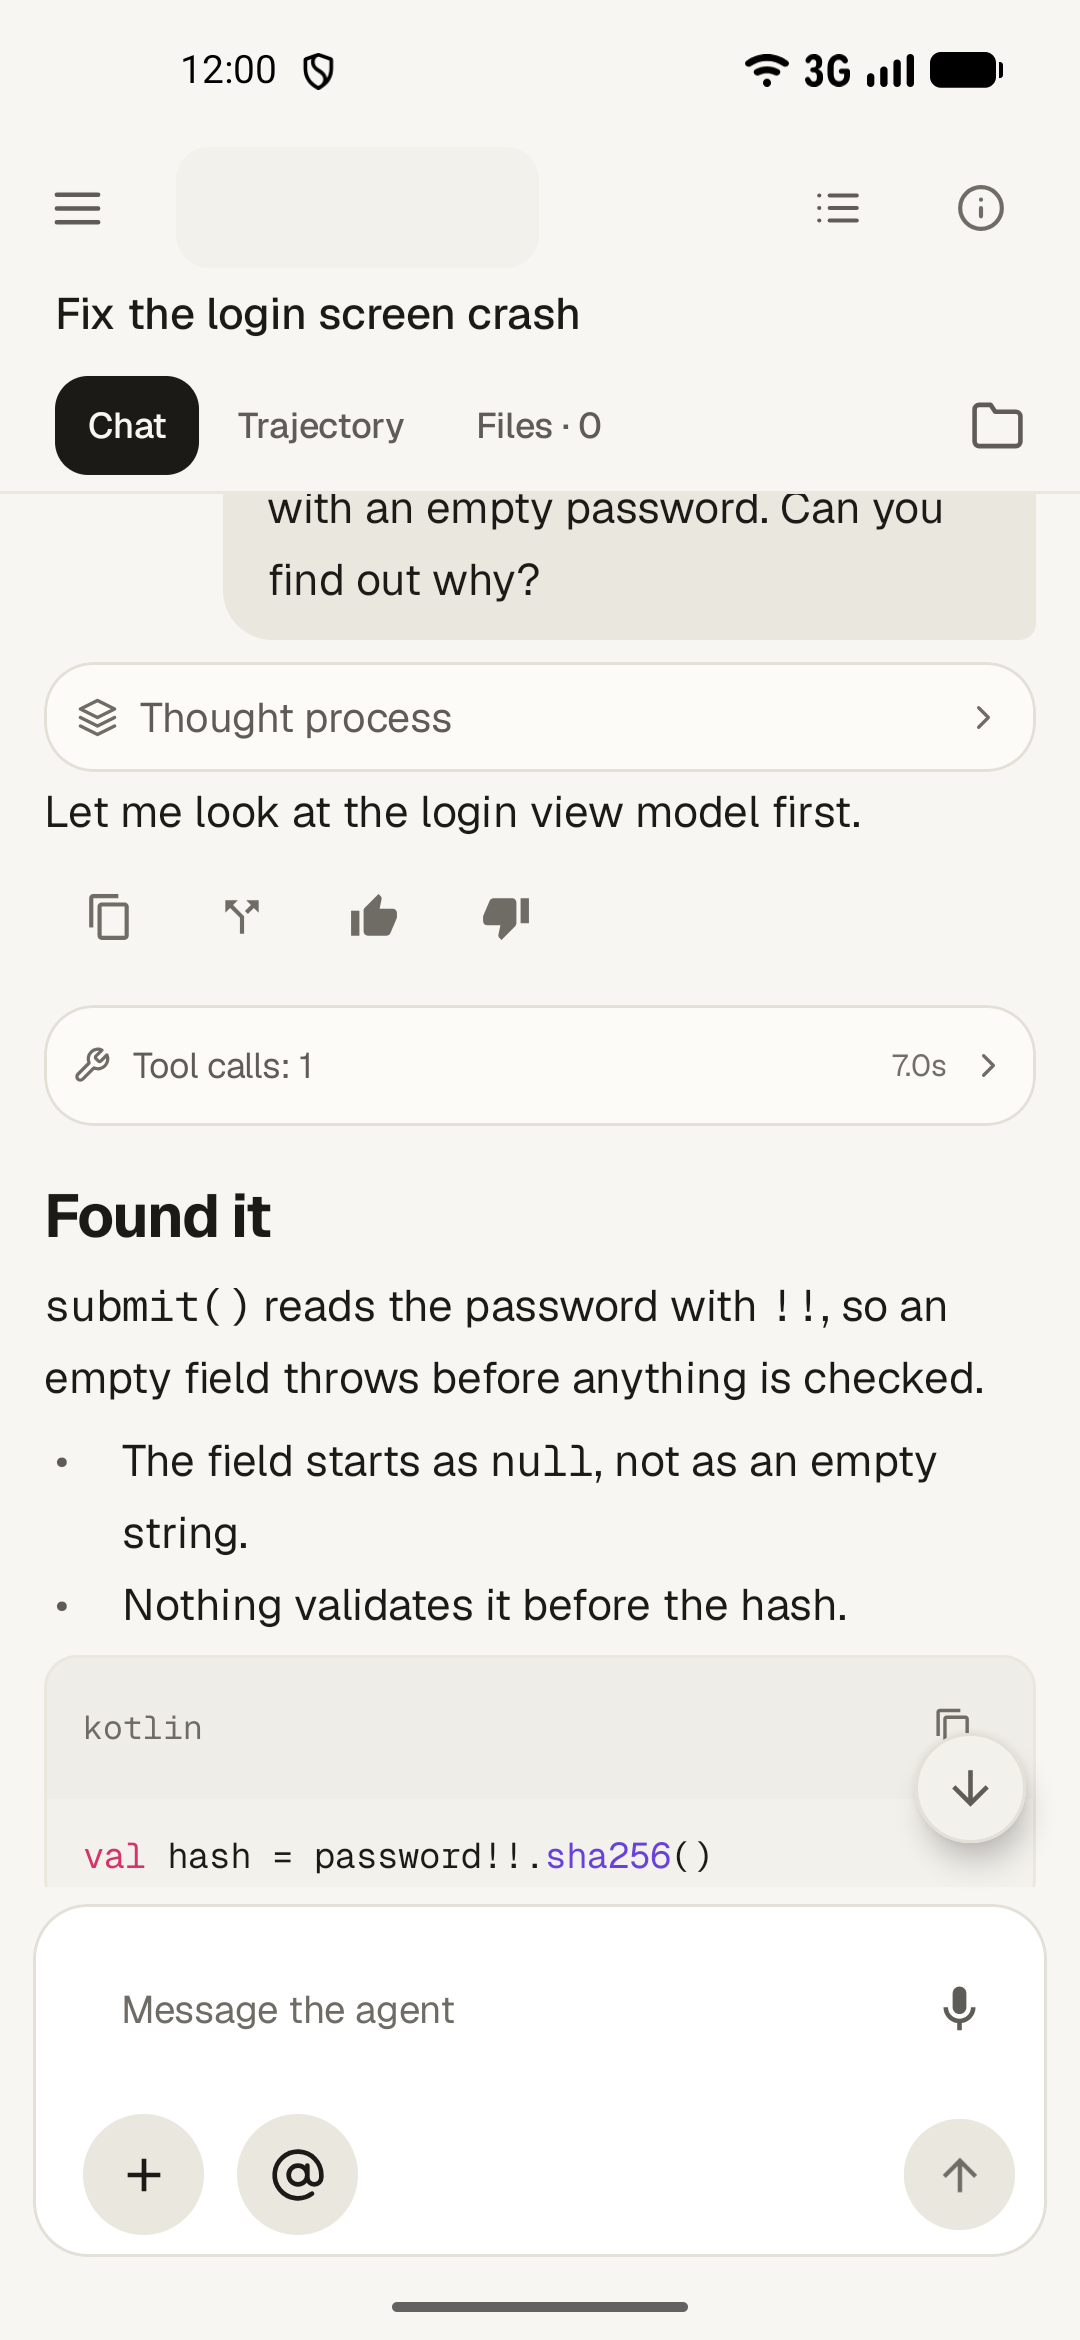 12:00
3G
Fix the login screen crash
Chat
Trajectory
Files · 0
with an empty password. Can you
find out why?
Thought process
Let me look at the login view model first.
Tool calls: 1
7.0s
Found it
submit() reads the password with !!, so an
empty field throws before anything is checked.
• The field starts as null, not as an empty
string.
• Nothing validates it before the hash.
kotlin
val hash = password!!.sha256()
Message the agent